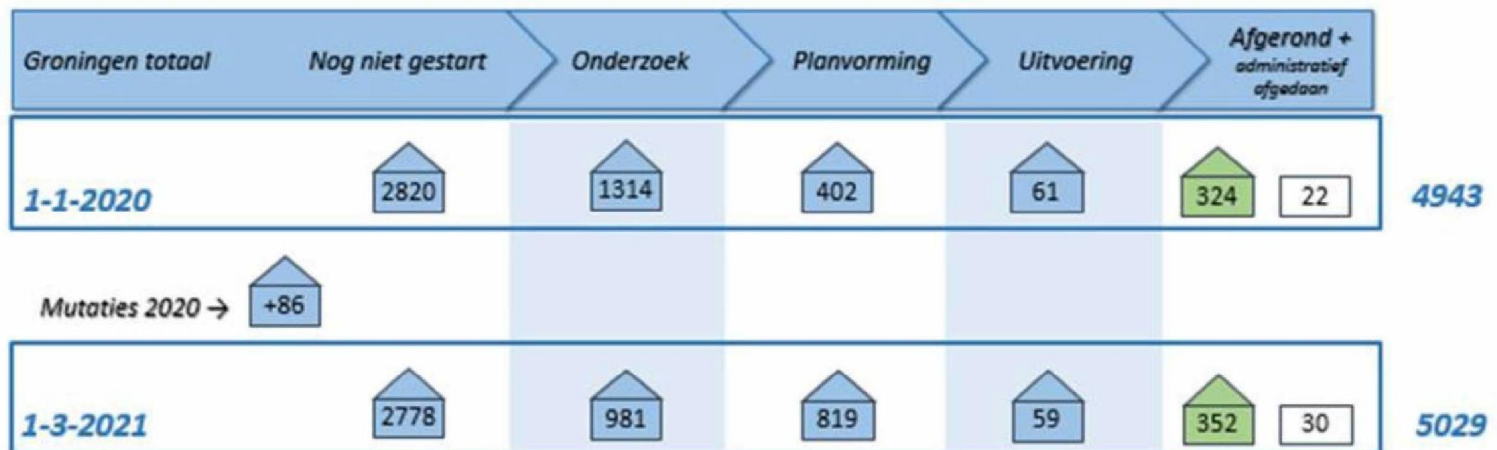 Groningen totaal Nog niet gestart Onderzoek Planvorming Uitvoering Afgerond +
administratief
afgedaan
1-1-2020 2820 1314 402 61 324 22 4943
Mutaties 2020 → +86
1-3-2021 2778 981 819 59 352 30 5029